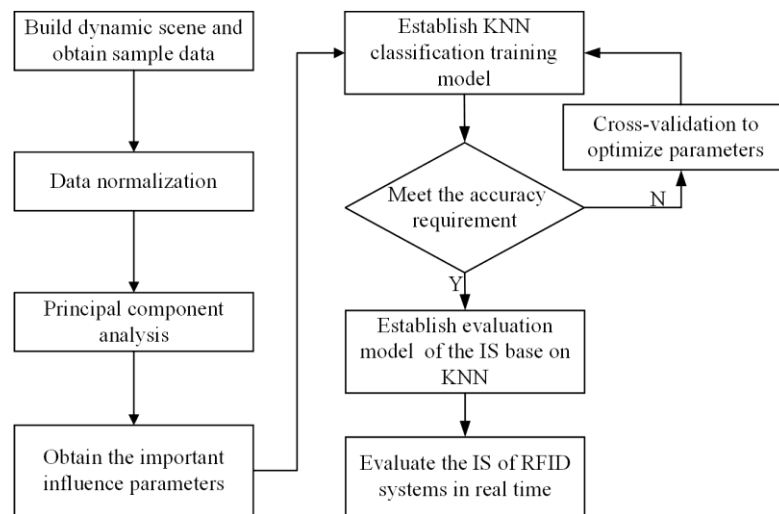 Build dynamic scene and
obtain sample data
Data normalization
Principal component
analysis
Obtain the important
influence parameters
Establish KNN
classification training
model
Cross-validation to
optimize parameters
Meet the accuracy
requirement
N
Y
Establish evaluation
model of the IS base on
KNN
Evaluate the IS of RFID
systems in real time